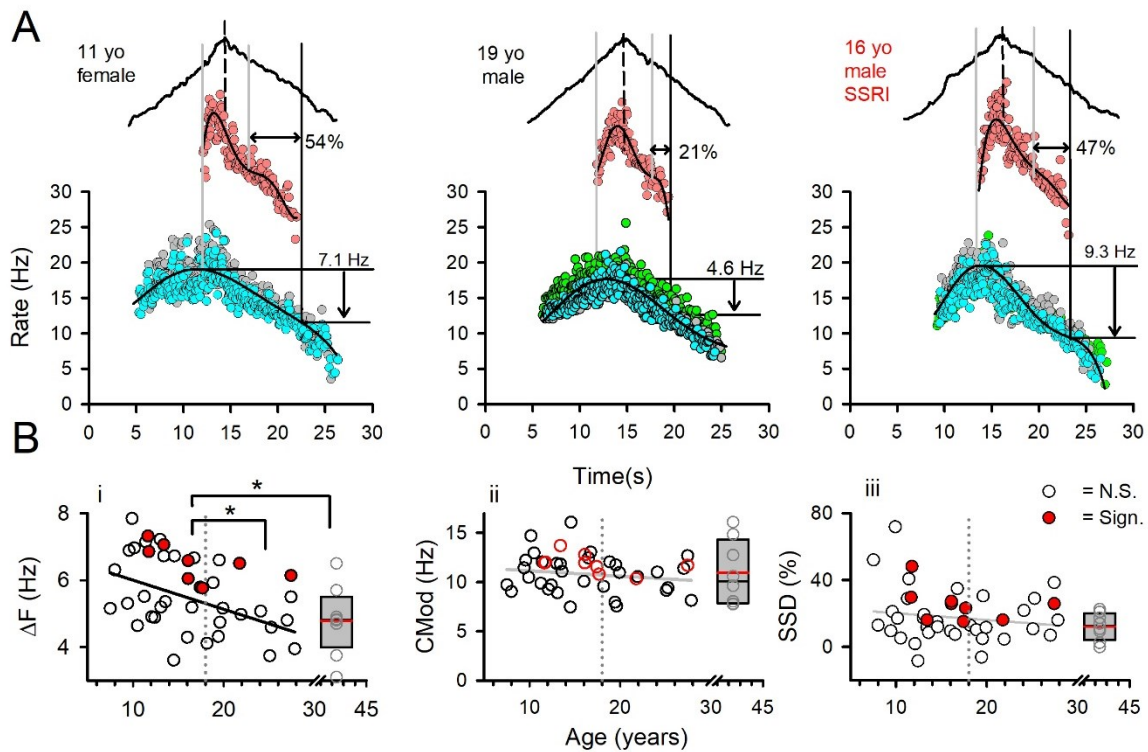 A
11 yo
female
19 yo
male
16 yo
male
SSRI
54%
21%
47%
30
25
20
15
10
5
0
Rate (Hz)
7.1 Hz
4.6 Hz
9.3 Hz
0 5 10 15 20 25 30
0 5 10 15 20 25 30
0 5 10 15 20 25 30
Time(s)
B
i
*
*
8
6
4
ΔF (Hz)
10 20 30 45
ii
15
10
5
0
CMod (Hz)
10 20 30 45
Age (years)
iii
= N.S.
= Sign.
80
40
0
SSD (%)
10 20 30 45